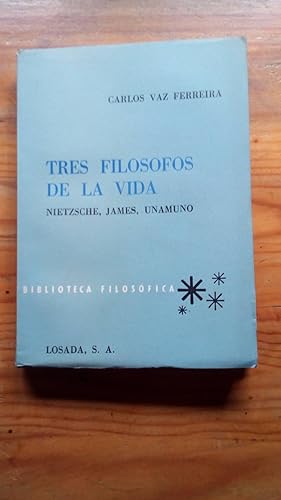 CARLOS VAZ FERREIRA
TRES FILOSOFOS
DE LA VIDA
NIETZSCHE, JAMES, UNAMUNO
BIBLIOTECA FILOSOFICA
LOSADA, S. A.